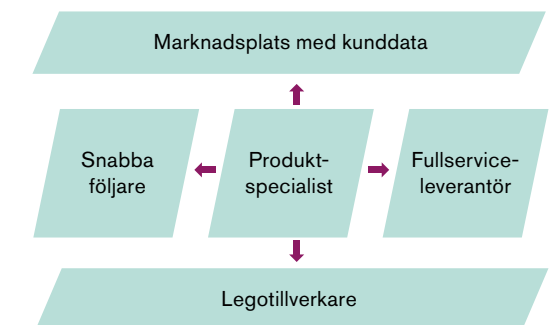 Marknadsplats med kunddata
Snabba
följare
Produkt-
specialist
Fullservice-
leverantör
Legotillverkare